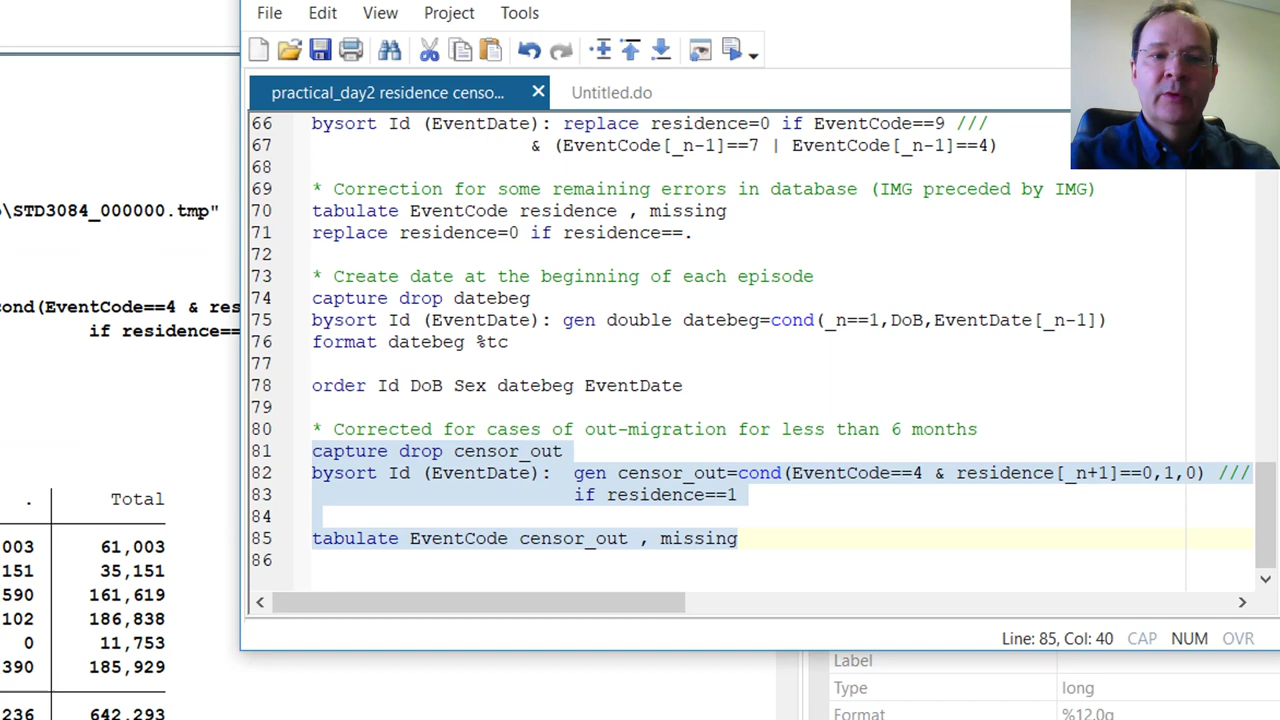 File Edit View Project Tools
practical_day2 residence censo... × Untitled.do
66 bysort Id (EventDate): replace residence=0 if EventCode==9 ///
67 & (EventCode[_n-1]==7 | EventCode[_n-1]==4)
68
69 * Correction for some remaining errors in database (IMG preceded by IMG)
70 tabulate EventCode residence , missing
71 replace residence=0 if residence==.
72
73 * Create date at the beginning of each episode
74 capture drop datebeg
75 bysort Id (EventDate): gen double datebeg=cond(_n==1,DoB,EventDate[_n-1])
76 format datebeg %tc
77
78 order Id DoB Sex datebeg EventDate
79
80 * Corrected for cases of out-migration for less than 6 months
81 capture drop censor_out
82 bysort Id (EventDate): gen censor_out=cond(EventCode==4 & residence[_n+1]==0,1,0) ///
83 if residence==1
84
85 tabulate EventCode censor_out , missing
86
Line: 85, Col: 40 CAP NUM OVR
\STD3084_000000.tmp"
cond(EventCode==4 & res
if residence==
. Total
003 61,003
151 35,151
590 161,619
102 186,838
0 11,753
390 185,929
236 642,293
Label
Type long
Format %12.0g